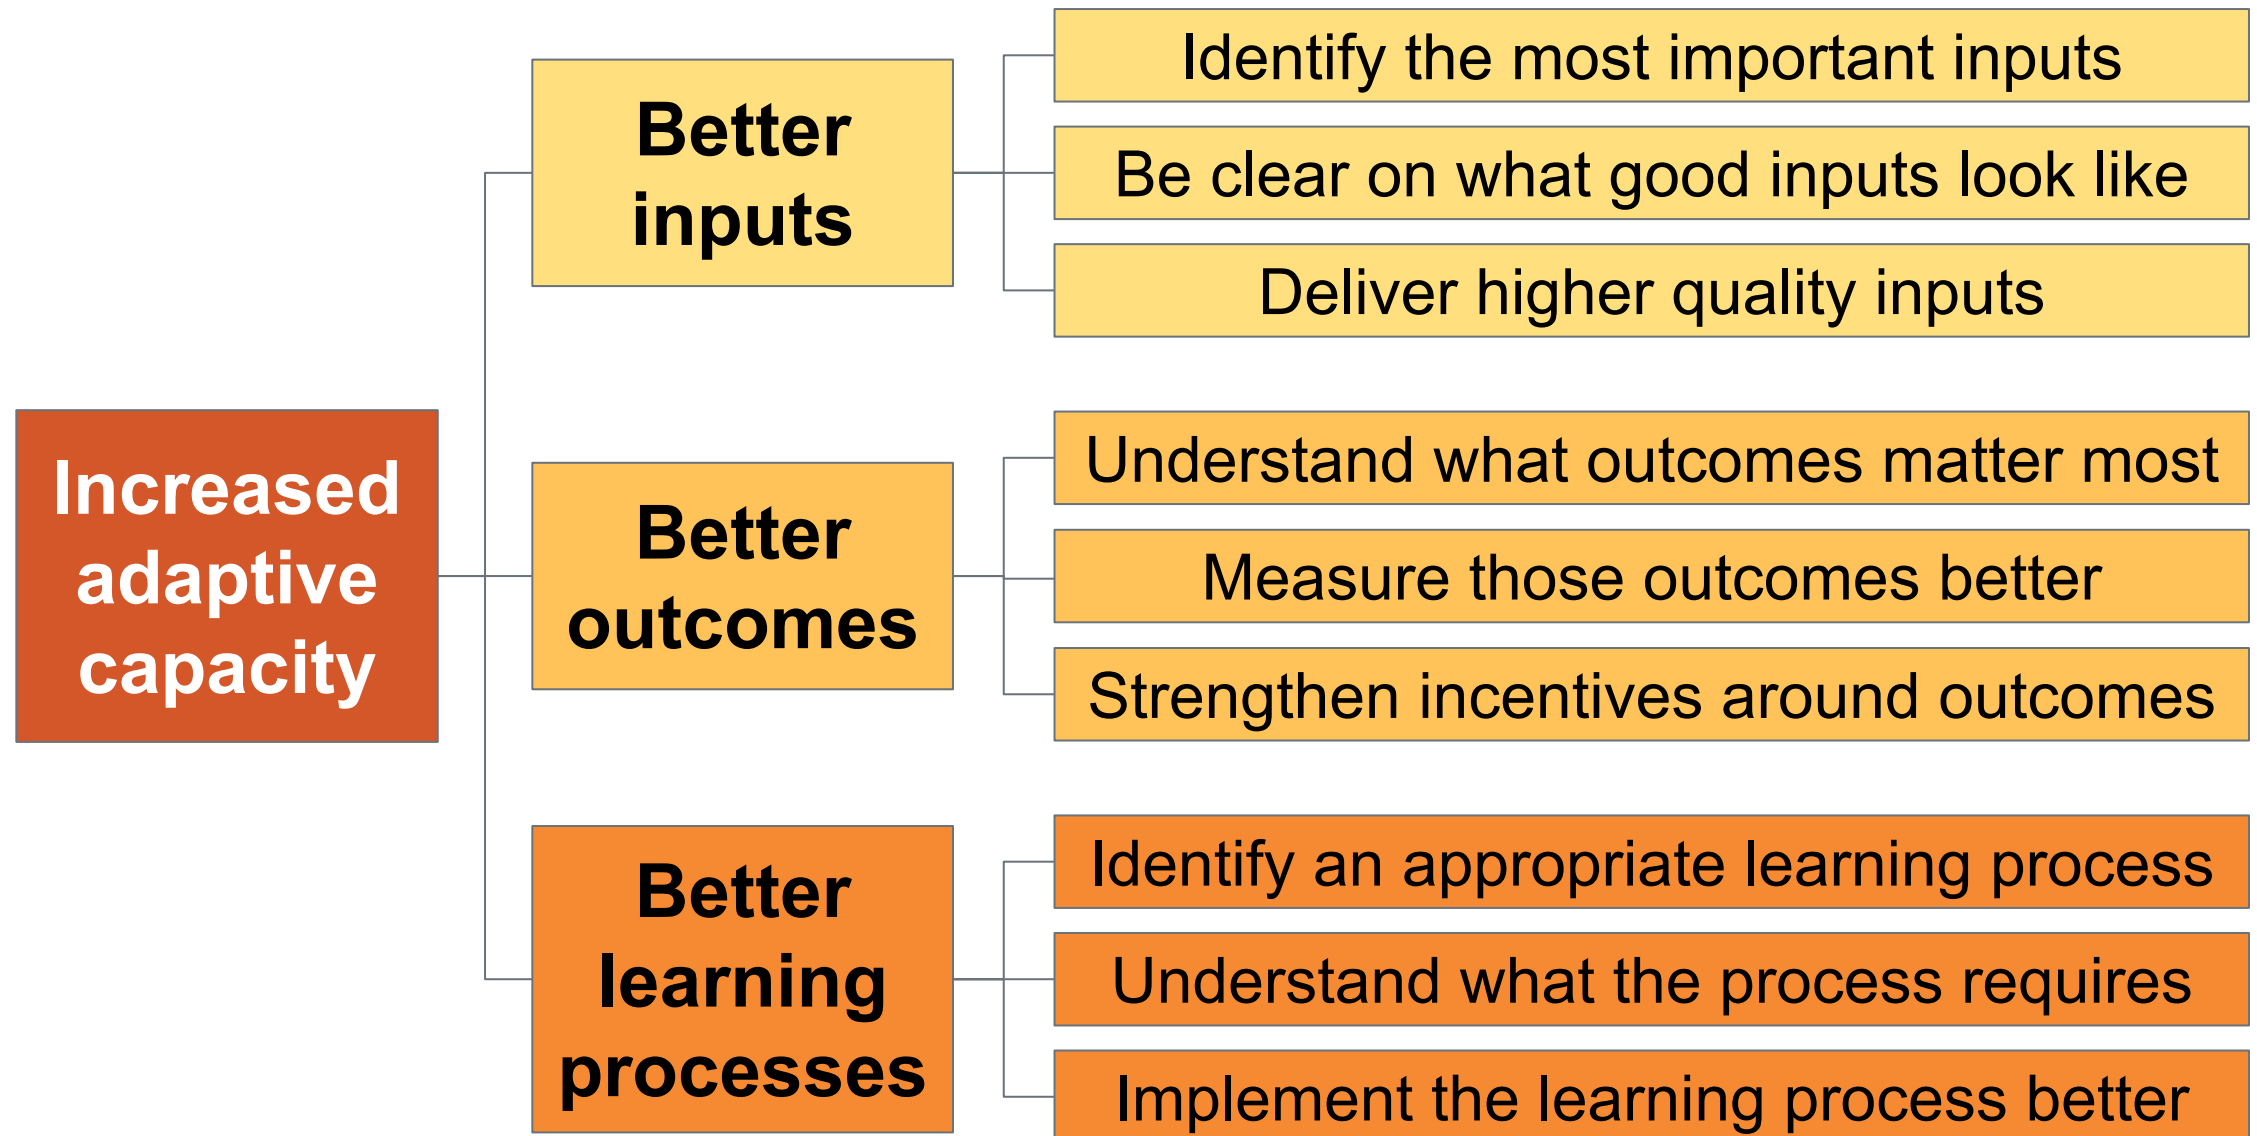 Increased
adaptive
capacity
Better
inputs
Identify the most important inputs
Be clear on what good inputs look like
Deliver higher quality inputs
Better
outcomes
Understand what outcomes matter most
Measure those outcomes better
Strengthen incentives around outcomes
Better
learning
processes
Identify an appropriate learning process
Understand what the process requires
Implement the learning process better